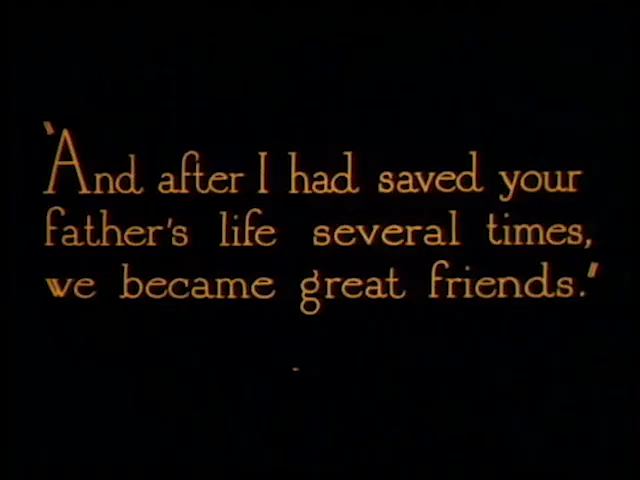 "And after I had saved your
father's life several times,
we became great friends."